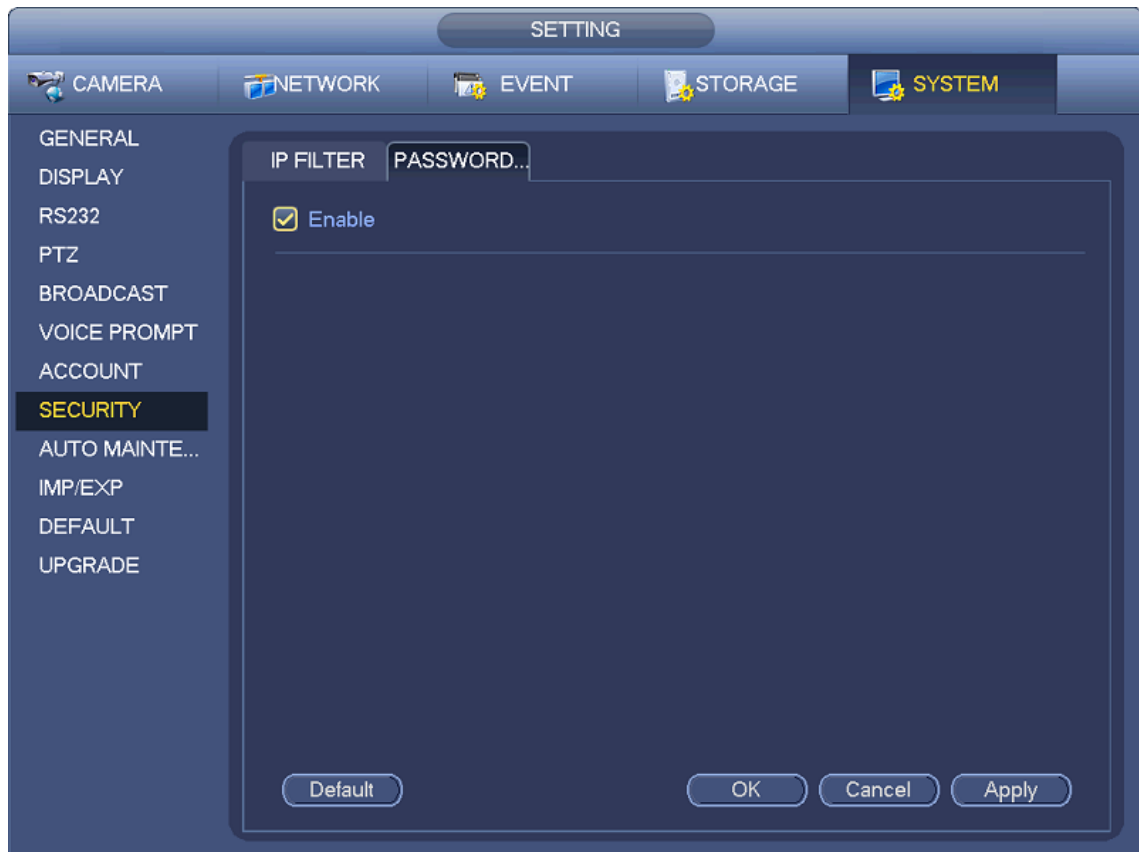 SETTING
CAMERA NETWORK EVENT STORAGE SYSTEM
GENERAL
DISPLAY
RS232
PTZ
BROADCAST
VOICE PROMPT
ACCOUNT
SECURITY
AUTO MAINTE...
IMP/EXP
DEFAULT
UPGRADE
IP FILTER PASSWORD...
Enable
Default OK Cancel Apply